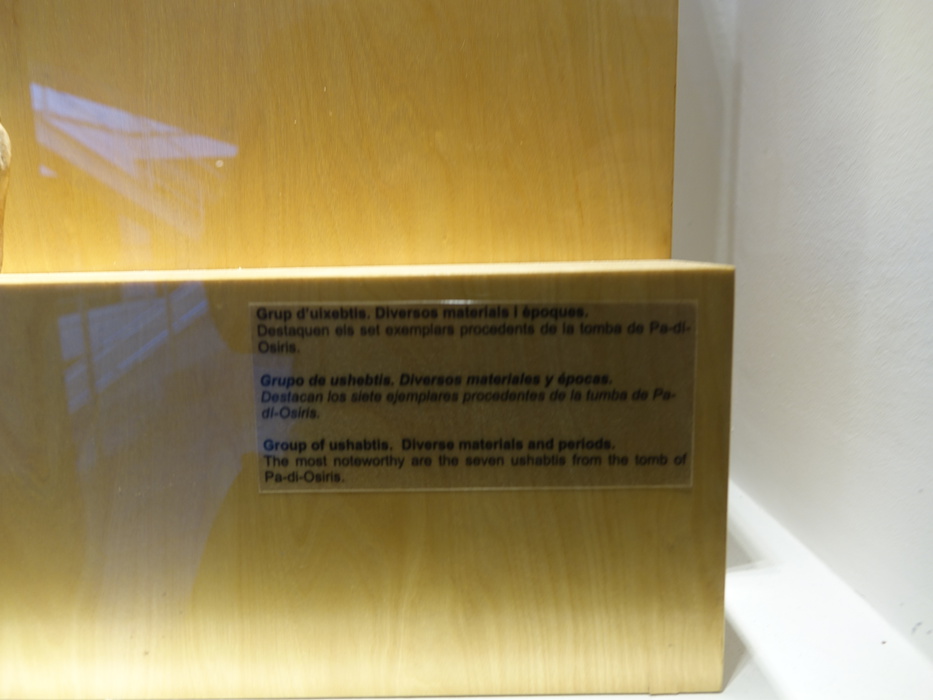 Grup d'uixebtis. Diversos materials i èpoques.
Destaquen els set exemplars procedents de la tomba de Pa-di-
Osiris.
Grupo de ushebtis. Diversos materiales y épocas.
Destacan los siete ejemplares procedentes de la tumba de Pa-
di-Osiris.
Group of ushabtis. Diverse materials and periods.
The most noteworthy are the seven ushabtis from the tomb of
Pa-di-Osiris.